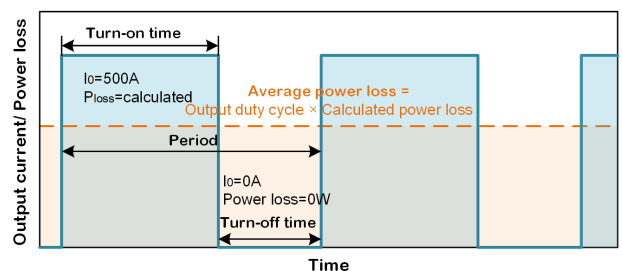 Turn-on time
I0=500A
Ploss=calculated
Average power loss =
Output duty cycle × Calculated power loss
Period
I0=0A
Power loss=0W
Turn-off time
Output current/ Power loss
Time